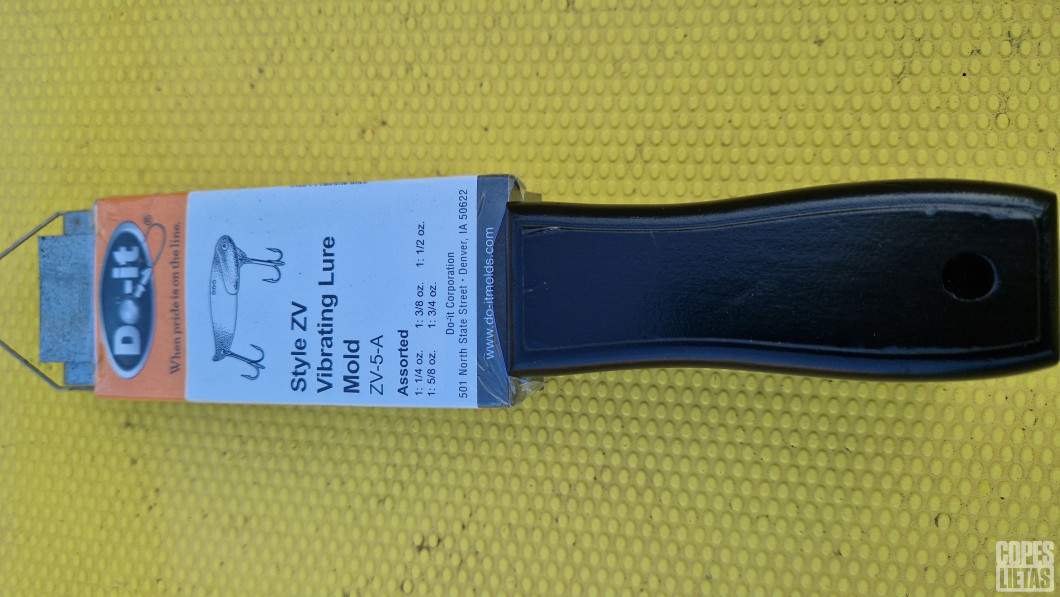 Do-it®
When pride is on the line.
Style ZV
Vibrating Lure
Mold
ZV-5-A
Assorted
1: 1/4 oz. 1: 3/8 oz. 1: 1/2 oz.
1: 5/8 oz. 1: 3/4 oz.
Do-it Corporation
501 North State Street - Denver, IA 50622
www.do-itmolds.com
COPES
LIETAS